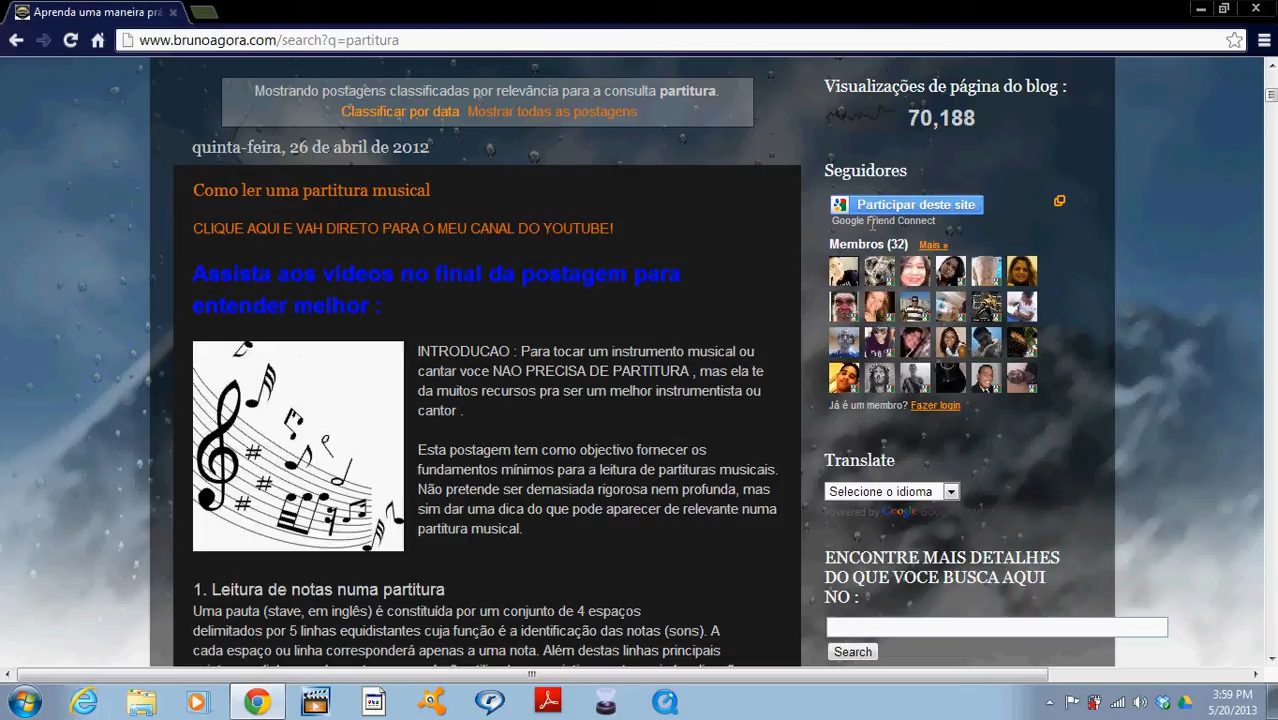 Aprenda uma maneira prá
www.brunoagora.com/search?q=partitura
Mostrando postagens classificadas por relevância para a consulta partitura.
Classificar por data Mostrar todas as postagens
quinta-feira, 26 de abril de 2012
Como ler uma partitura musical
CLIQUE AQUI E VAH DIRETO PARA O MEU CANAL DO YOUTUBE!
Assista aos videos no final da postagem para
entender melhor :
INTRODUCAO : Para tocar um instrumento musical ou
cantar voce NAO PRECISA DE PARTITURA , mas ela te
da muitos recursos pra ser um melhor instrumentista ou
cantor .
Esta postagem tem como objectivo fornecer os
fundamentos mínimos para a leitura de partituras musicais.
Não pretende ser demasiada rigorosa nem profunda, mas
sim dar uma dica do que pode aparecer de relevante numa
partitura musical.
1. Leitura de notas numa partitura
Uma pauta (stave, em inglês) é constituída por um conjunto de 4 espaços
delimitados por 5 linhas equidistantes cuja função é a identificação das notas (sons). A
cada espaço ou linha corresponderá apenas a uma nota. Além destas linhas principais
Visualizações de página do blog :
70,188
Seguidores
Participar deste site
Google Friend Connect
Membros (32) Mais »
Já é um membro? Fazer login
Translate
Selecione o idioma
Powered by Google
ENCONTRE MAIS DETALHES
DO QUE VOCE BUSCA AQUI
NO :
Search
3:59 PM
5/20/2013